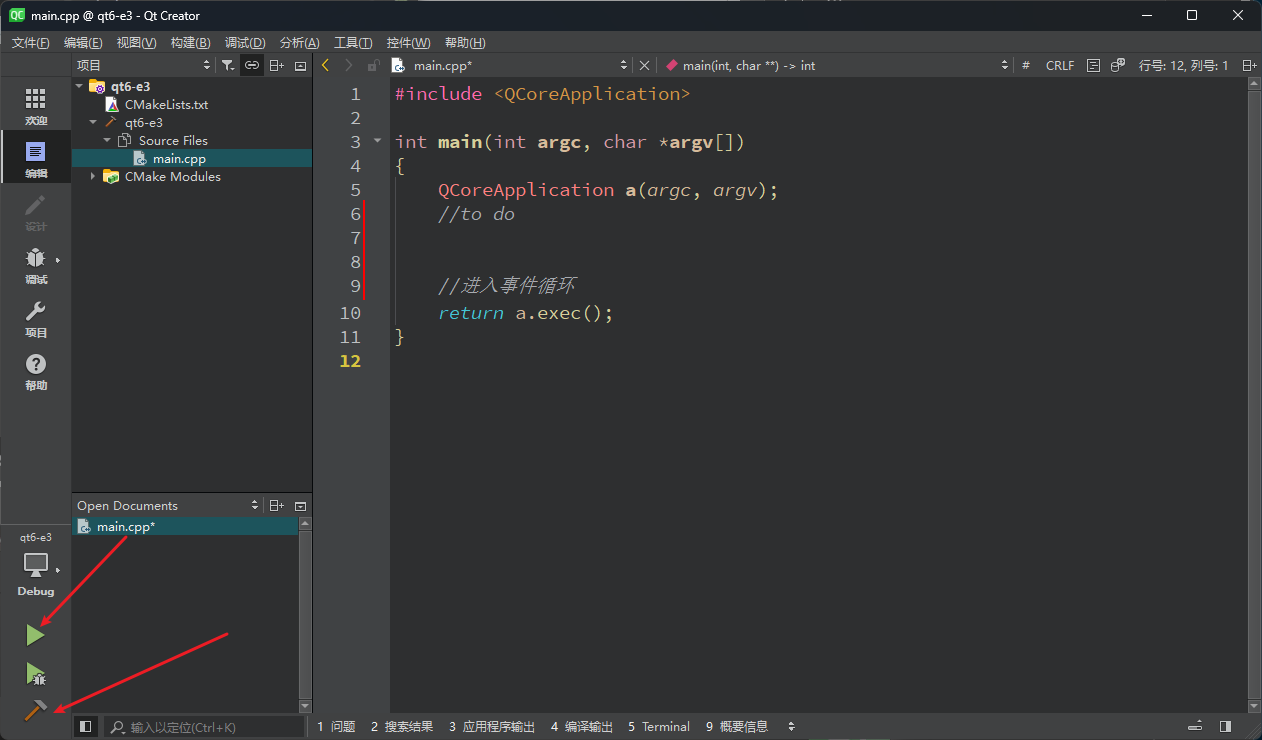 main.cpp @ qt6-e3 - Qt Creator
文件(F) 编辑(E) 视图(V) 构建(B) 调试(D) 分析(A) 工具(T) 控件(W) 帮助(H)
项目
main.cpp*
main(int, char **) -> int
#
CRLF
行号: 12, 列号: 1
欢迎
编辑
设计
调试
项目
帮助
qt6-e3
CMakeLists.txt
qt6-e3
Source Files
main.cpp
CMake Modules
1 #include <QCoreApplication>
2
3 int main(int argc, char *argv[])
4 {
5     QCoreApplication a(argc, argv);
6     //to do
7
8
9     //进入事件循环
10     return a.exec();
11 }
12
Open Documents
main.cpp*
qt6-e3
Debug
输入以定位(Ctrl+K)
1 问题 2 搜索结果 3 应用程序输出 4 编译输出 5 Terminal 9 概要信息